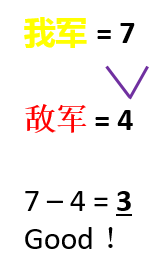 我军 = 7
敌军 = 4
7 – 4 = 3
Good！